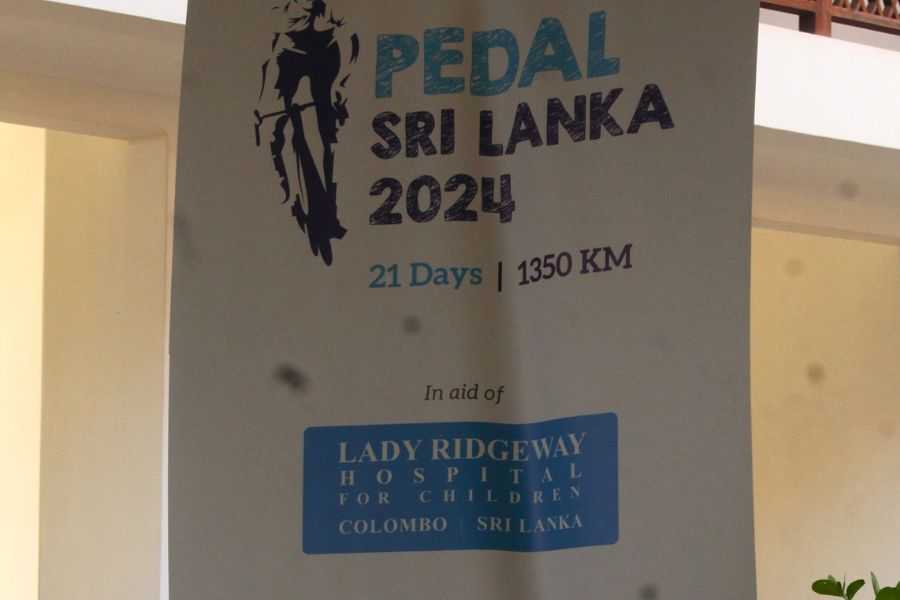 PEDAL
SRI LANKA
2024
21 Days | 1350 KM
In aid of
LADY RIDGEWAY
HOSPITAL
FOR CHILDREN
COLOMBO | SRI LANKA